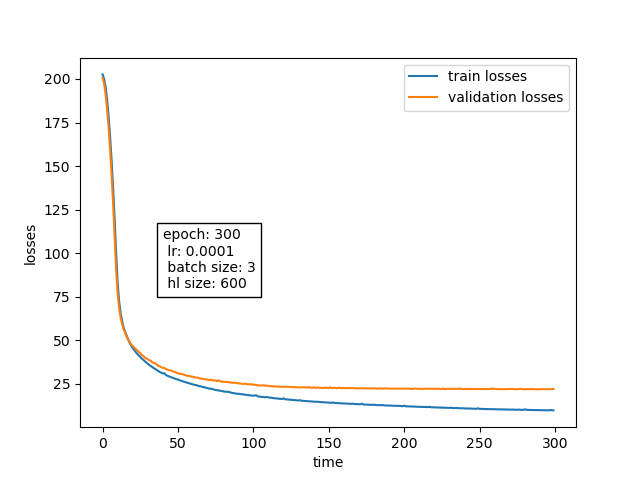 200
175
150
125
100
75
50
25
losses
train losses
validation losses
epoch: 300
lr: 0.0001
batch size: 3
hl size: 600
0 50 100 150 200 250 300
time